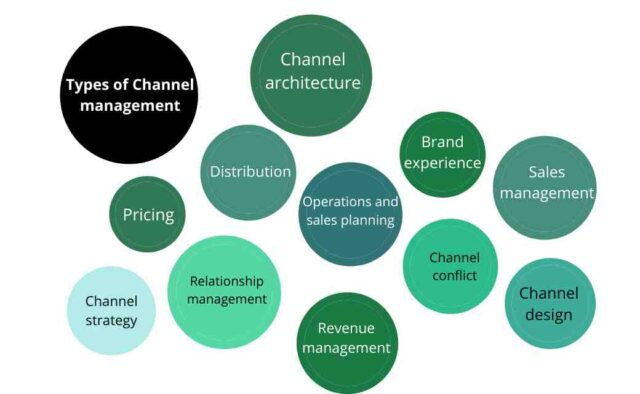 Types of Channel
management
Channel
architecture
Distribution
Brand
experience
Sales
management
Pricing
Operations and
sales planning
Channel
strategy
Relationship
management
Channel
conflict
Channel
design
Revenue
management